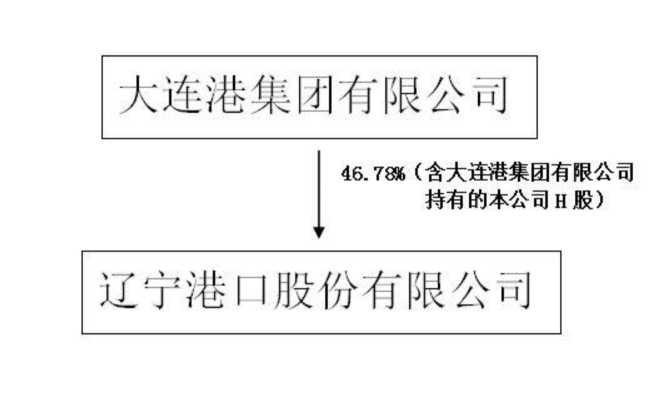 大连港集团有限公司
46.78%（含大连港集团有限公司
持有的本公司H股）
辽宁港口股份有限公司